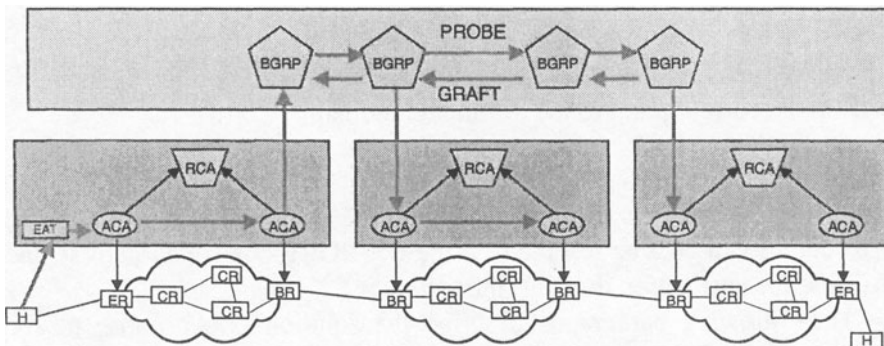 PROBE
BGRP BGRP BGRP BGRP
GRAFT
RCA RCA RCA
EAT ACA ACA ACA ACA ACA ACA
CR CR CR
H ER CR BR BR CR BR BR CR ER
CR CR CR
H